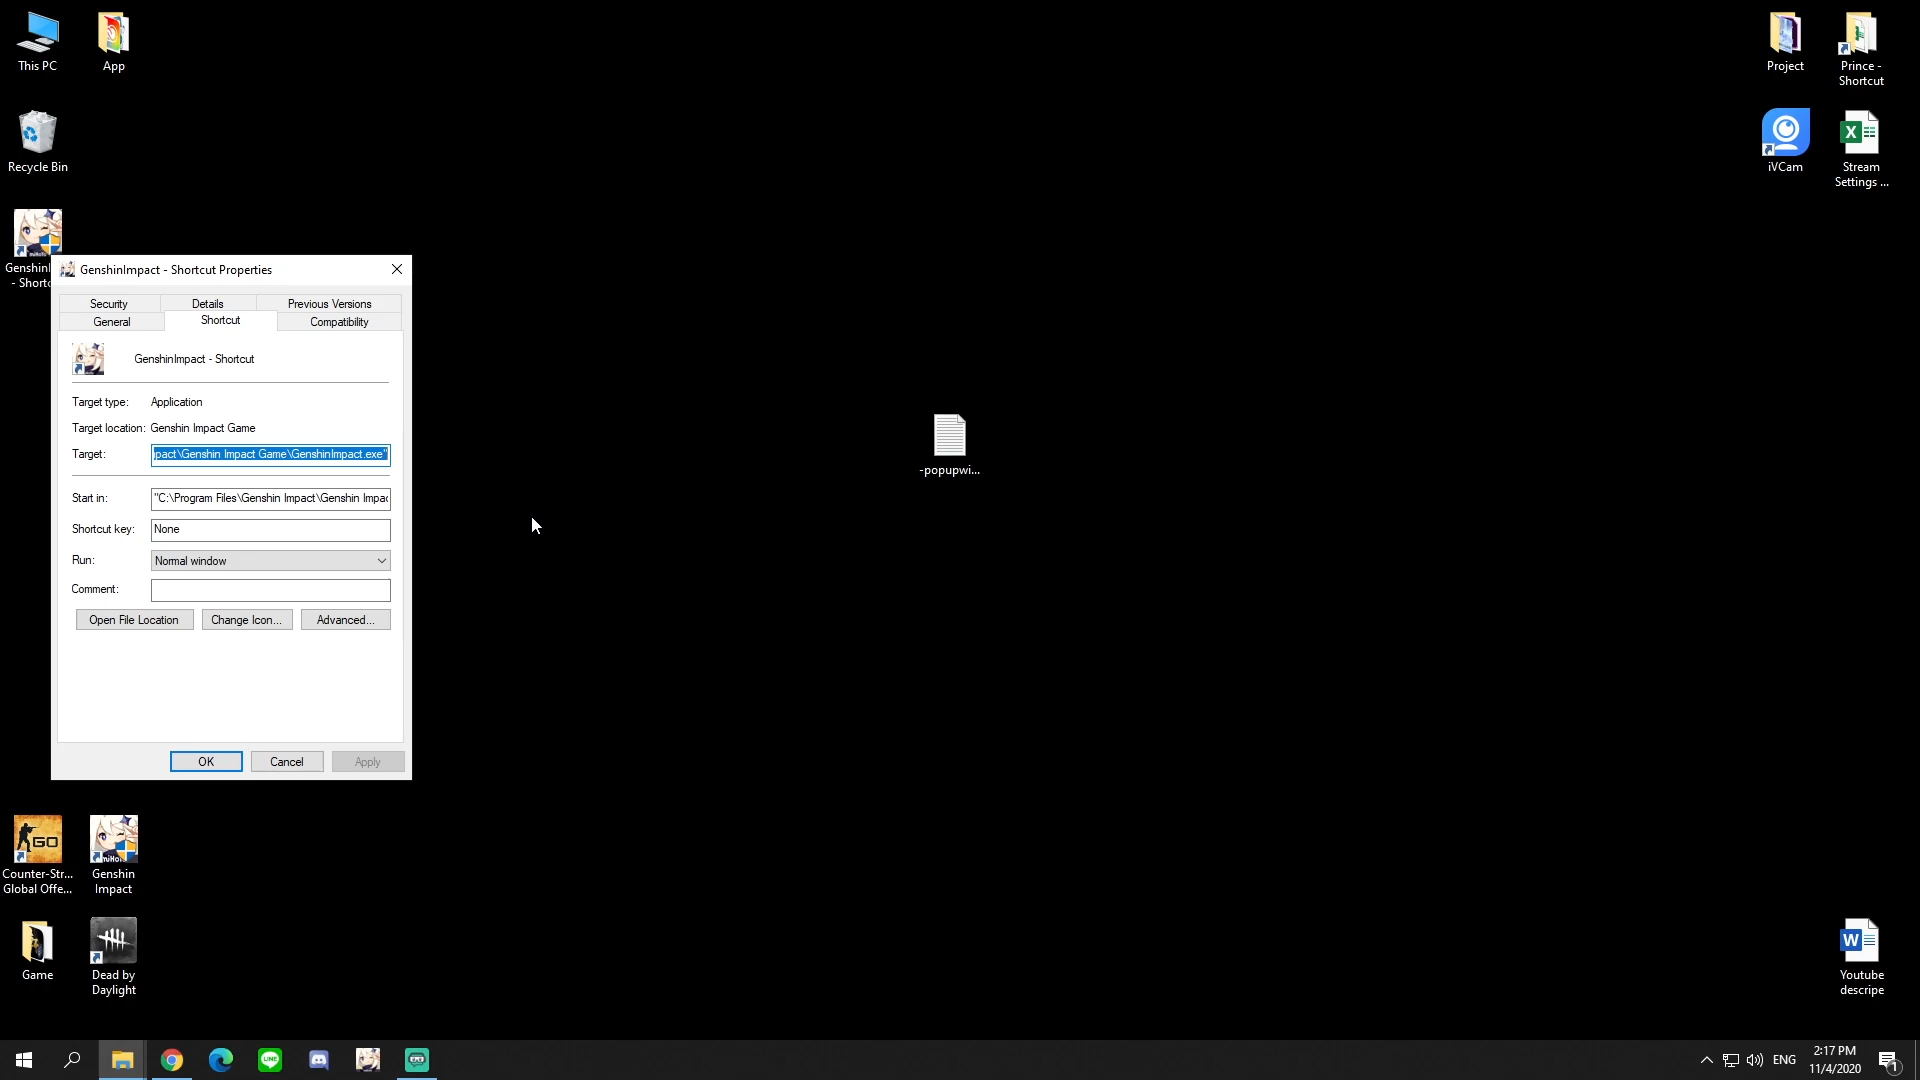 This PC
App
Project
Prince -
Shortcut
Recycle Bin
iVCam
Stream
Settings ...
- Shortc
GenshinImpact - Shortcut Properties
Security
Details
Previous Versions
General
Shortcut
Compatibility
GenshinImpact - Shortcut
Target type:
Application
Target location:
Genshin Impact Game
Target:
pact\Genshin Impact Game\GenshinImpact.exe"
Start in:
"C:\Program Files\Genshin Impact\Genshin Impac
Shortcut key:
None
Run:
Normal window
Comment:
Open File Location
Change Icon...
Advanced...
OK
Cancel
Apply
-popupwi...
GO
Counter-Str...
Global Offe...
Genshin
Impact
Game
Dead by
Daylight
Youtube
descripe
LINE
ENG
2:17 PM
11/4/2020
1